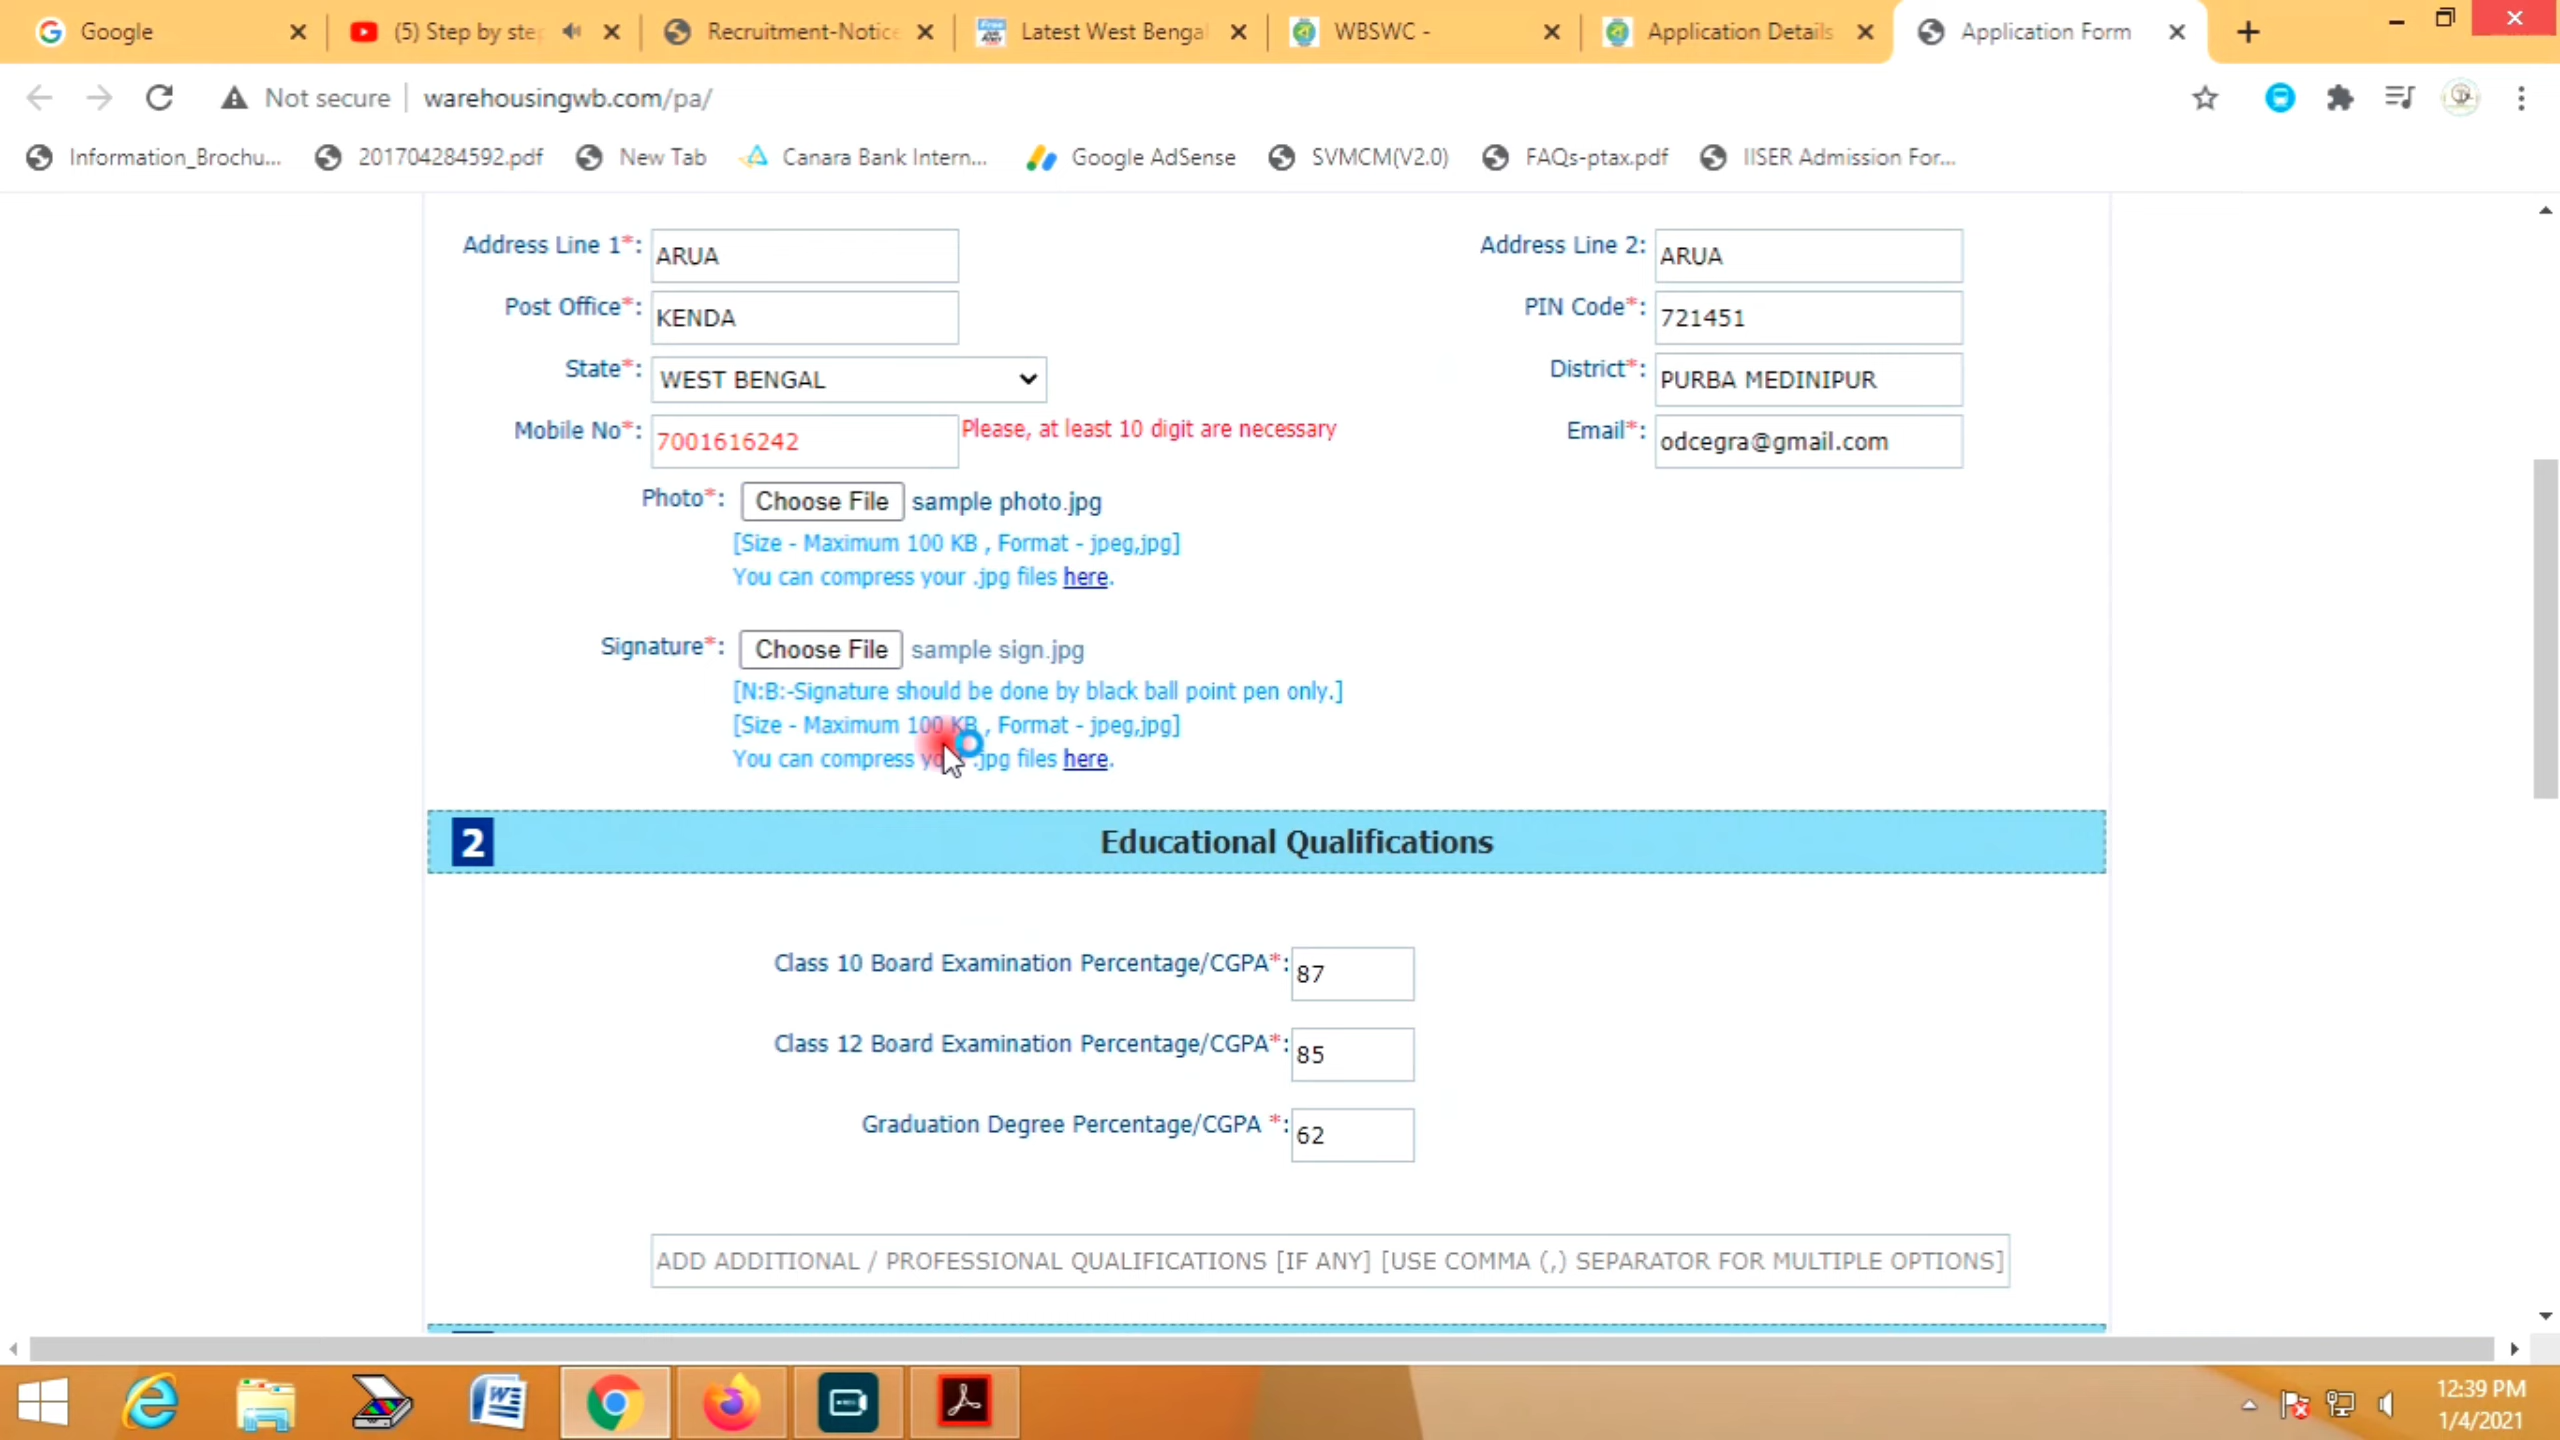 Google
(5) Step by step
Recruitment-Notice
Latest West Bengal
WBSWC -
Application Details
Application Form
Not secure
warehousingwb.com/pa/
Information_Brochu...
201704284592.pdf
New Tab
Canara Bank Intern...
Google AdSense
SVMCM(V2.0)
FAQs-ptax.pdf
IISER Admission For...
Address Line 1*: ARUA
Address Line 2: ARUA
Post Office*: KENDA
PIN Code*: 721451
State*: WEST BENGAL
District*: PURBA MEDINIPUR
Mobile No*: 7001616242 Please, at least 10 digit are necessary
Email*: odcegra@gmail.com
Photo*: Choose File sample photo.jpg
[Size - Maximum 100 KB , Format - jpeg,jpg]
You can compress your .jpg files here.
Signature*: Choose File sample sign.jpg
[N:B:-Signature should be done by black ball point pen only.]
[Size - Maximum 100 KB , Format - jpeg,jpg]
You can compress your .jpg files here.
2 Educational Qualifications
Class 10 Board Examination Percentage/CGPA*: 87
Class 12 Board Examination Percentage/CGPA*: 85
Graduation Degree Percentage/CGPA *: 62
ADD ADDITIONAL / PROFESSIONAL QUALIFICATIONS [IF ANY] [USE COMMA (,) SEPARATOR FOR MULTIPLE OPTIONS]
12:39 PM
1/4/2021